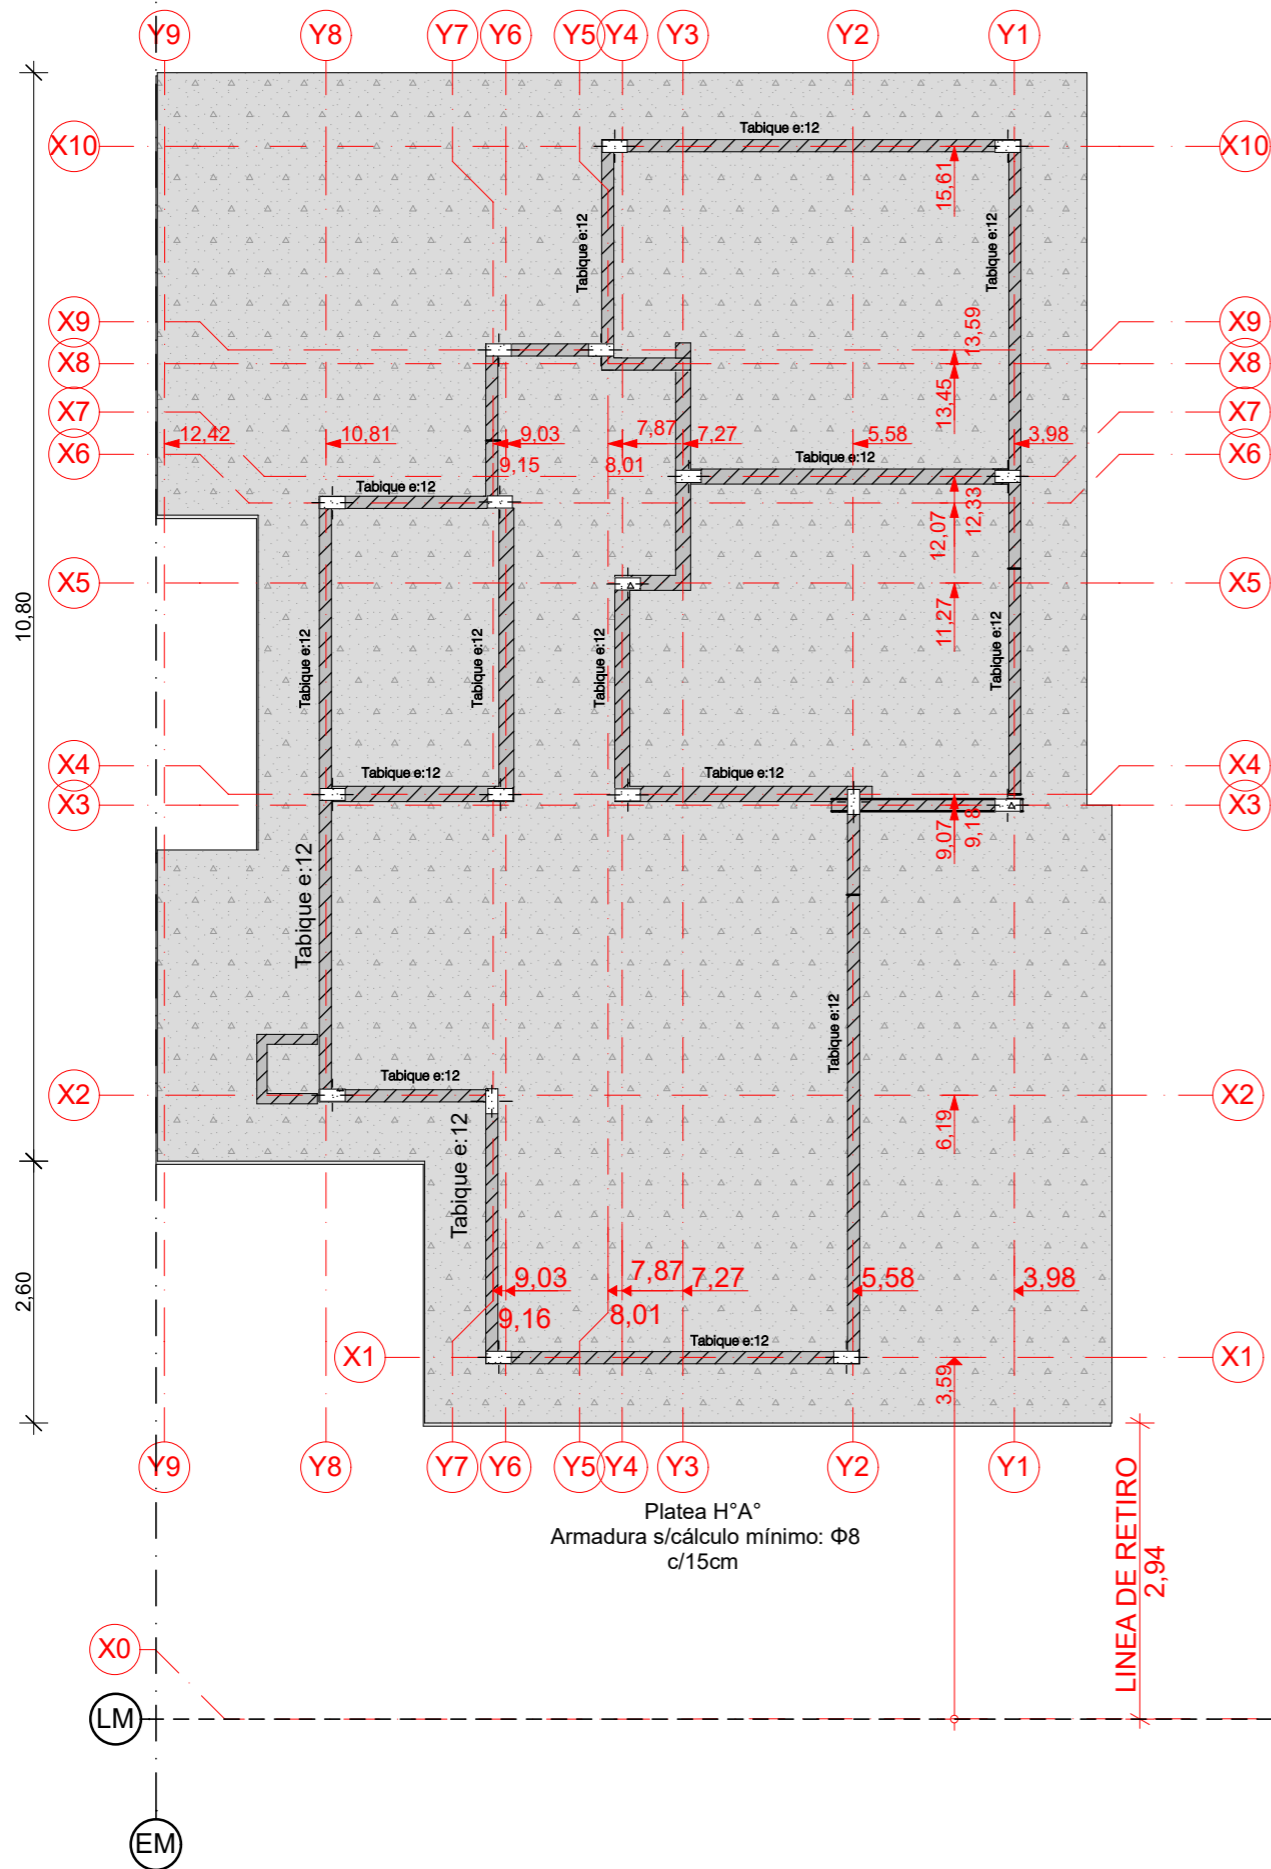 Y9 Y8 Y7 Y6 Y5 Y4 Y3 Y2 Y1
X10 Tabique e:12 X10
15,61
Tabique e:12
Tabique e:12
10,80
X9 13,59 X9
X8 X8
13,45
X7 X7
12,42 10,81 9,03 7,87 7,27 5,58 3,98
X6 9,15 8,01 X6
Tabique e:12
Tabique e:12
12,33
12,07
X5 X5
11,27
Tabique e:12
Tabique e:12
Tabique e:12
Tabique e:12
X4 Tabique e:12 Tabique e:12 X4
X3 X3
9,18
9,07
Tabique e:12
Tabique e:12
X2 Tabique e:12 X2
6,19
Tabique e:12
2,60
9,03 7,87 7,27 5,58 3,98
9,16 8,01
X1 Tabique e:12 X1
3,59
Y9 Y8 Y7 Y6 Y5 Y4 Y3 Y2 Y1
Platea H°A°
Armadura s/cálculo mínimo: Φ8
c/15cm
LINEA DE RETIRO
2,94
X0
LM
EM